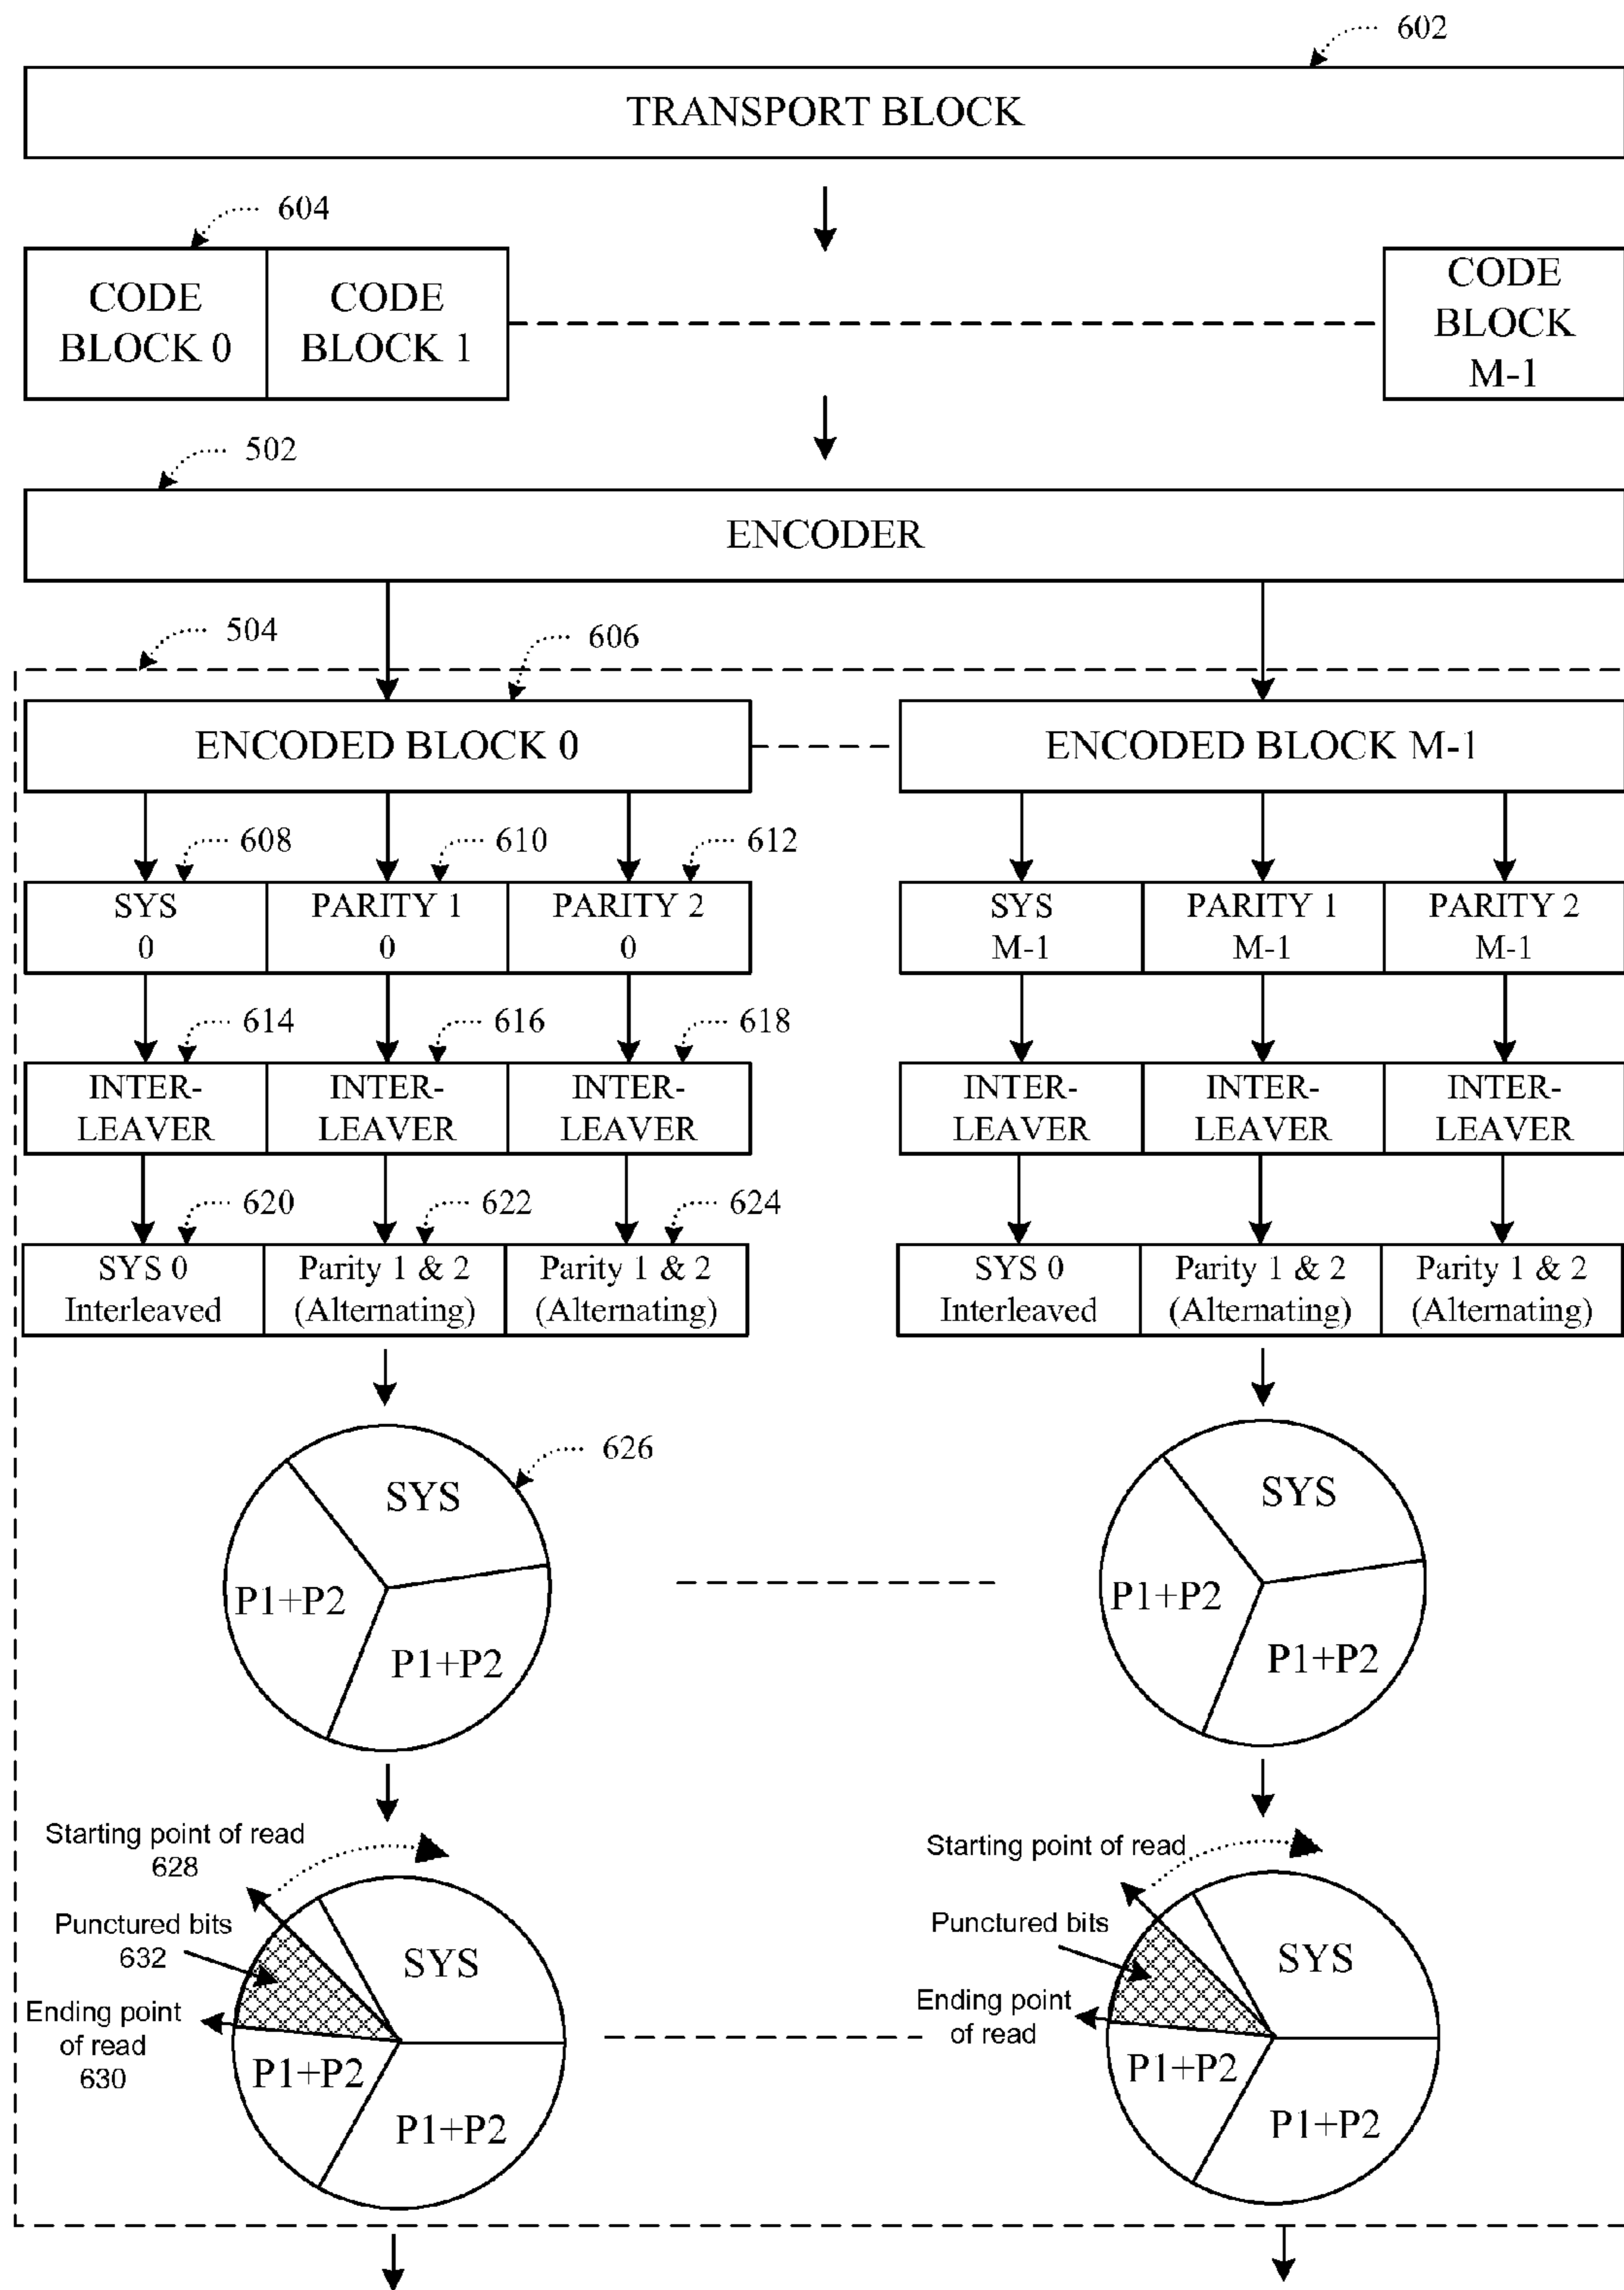 602
TRANSPORT BLOCK
604
CODE
BLOCK 0
CODE
BLOCK 1
CODE
BLOCK
M-1
502
ENCODER
504
606
ENCODED BLOCK 0
ENCODED BLOCK M-1
608
610
612
SYS
0
PARITY 1
0
PARITY 2
0
SYS
M-1
PARITY 1
M-1
PARITY 2
M-1
614
616
618
INTER-
LEAVER
INTER-
LEAVER
INTER-
LEAVER
INTER-
LEAVER
INTER-
LEAVER
INTER-
LEAVER
620
622
624
SYS 0
Interleaved
Parity 1 & 2
(Alternating)
Parity 1 & 2
(Alternating)
SYS 0
Interleaved
Parity 1 & 2
(Alternating)
Parity 1 & 2
(Alternating)
626
SYS
P1+P2
P1+P2
SYS
P1+P2
P1+P2
Starting point of read
628
Punctured bits
632
Ending point
of read
630
SYS
P1+P2
P1+P2
Starting point of read
Punctured bits
Ending point
of read
SYS
P1+P2
P1+P2